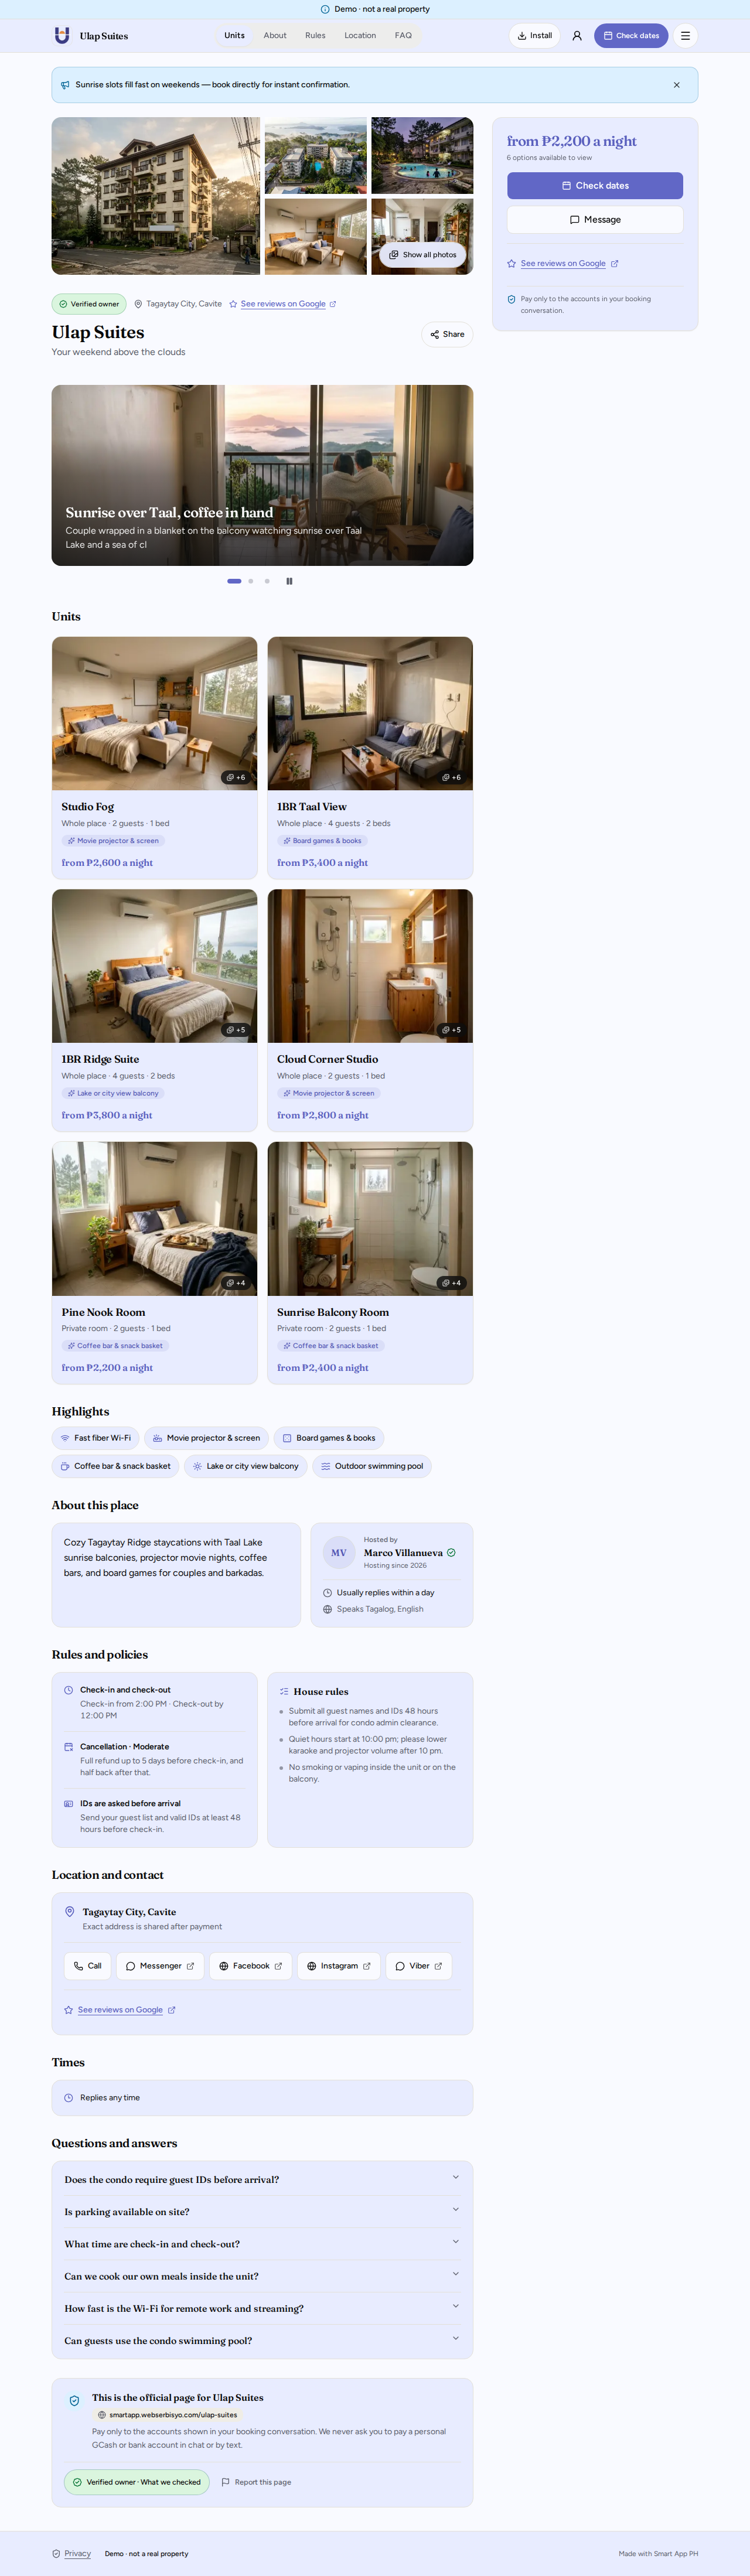 Demo · not a real property
Ulap Suites
Units
About
Rules
Location
FAQ
Install
Check dates
Sunrise slots fill fast on weekends — book directly for instant confirmation.
Show all photos
from ₱2,200 a night
6 options available to view
Check dates
Message
See reviews on Google
Pay only to the accounts in your booking
conversation.
Verified owner
Tagaytay City, Cavite
See reviews on Google
Ulap Suites
Your weekend above the clouds
Share
Sunrise over Taal, coffee in hand
Couple wrapped in a blanket on the balcony watching sunrise over Taal
Lake and a sea of cl
Units
+6
Studio Fog
Whole place · 2 guests · 1 bed
Movie projector & screen
from ₱2,600 a night
+6
1BR Taal View
Whole place · 4 guests · 2 beds
Board games & books
from ₱3,400 a night
+5
1BR Ridge Suite
Whole place · 4 guests · 2 beds
Lake or city view balcony
from ₱3,800 a night
+5
Cloud Corner Studio
Whole place · 2 guests · 1 bed
Movie projector & screen
from ₱2,800 a night
+4
Pine Nook Room
Private room · 2 guests · 1 bed
Coffee bar & snack basket
from ₱2,200 a night
+4
Sunrise Balcony Room
Private room · 2 guests · 1 bed
Coffee bar & snack basket
from ₱2,400 a night
Highlights
Fast fiber Wi-Fi
Movie projector & screen
Board games & books
Coffee bar & snack basket
Lake or city view balcony
Outdoor swimming pool
About this place
Cozy Tagaytay Ridge staycations with Taal Lake
sunrise balconies, projector movie nights, coffee
bars, and board games for couples and barkadas.
MV
Hosted by
Marco Villanueva
Hosting since 2026
Usually replies within a day
Speaks Tagalog, English
Rules and policies
Check-in and check-out
Check-in from 2:00 PM · Check-out by
12:00 PM
Cancellation · Moderate
Full refund up to 5 days before check-in, and
half back after that.
IDs are asked before arrival
Send your guest list and valid IDs at least 48
hours before check-in.
House rules
Submit all guest names and IDs 48 hours
before arrival for condo admin clearance.
Quiet hours start at 10:00 pm; please lower
karaoke and projector volume after 10 pm.
No smoking or vaping inside the unit or on the
balcony.
Location and contact
Tagaytay City, Cavite
Exact address is shared after payment
Call
Messenger
Facebook
Instagram
Viber
See reviews on Google
Times
Replies any time
Questions and answers
Does the condo require guest IDs before arrival?
Is parking available on site?
What time are check-in and check-out?
Can we cook our own meals inside the unit?
How fast is the Wi-Fi for remote work and streaming?
Can guests use the condo swimming pool?
This is the official page for Ulap Suites
smartapp.webserbisyo.com/ulap-suites
Pay only to the accounts shown in your booking conversation. We never ask you to pay a personal
GCash or bank account in chat or by text.
Verified owner · What we checked
Report this page
Privacy
Demo · not a real property
Made with Smart App PH